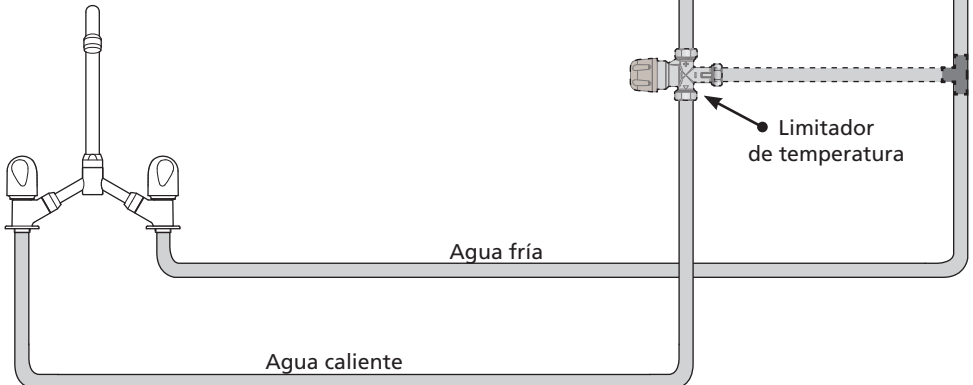 Limitador
de temperatura
Agua fría
Agua caliente